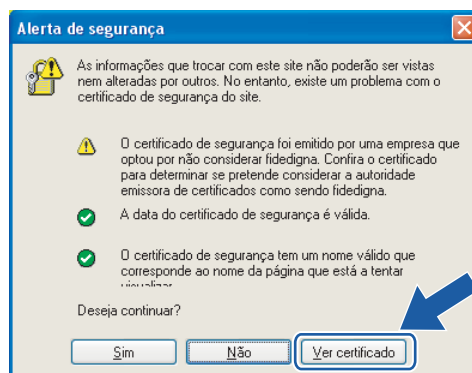 Alerta de segurança
As informações que trocar com este site não poderão ser vistas
nem alteradas por outros. No entanto, existe um problema com o
certificado de segurança do site.
O certificado de segurança foi emitido por uma empresa que
optou por não considerar fidedigna. Confira o certificado
para determinar se pretende considerar a autoridade
emissora de certificados como sendo fidedigna.
A data do certificado de segurança é válida.
O certificado de segurança tem um nome válido que
corresponde ao nome da página que está a tentar
visualizar.
Deseja continuar?
Sim
Não
Ver certificado